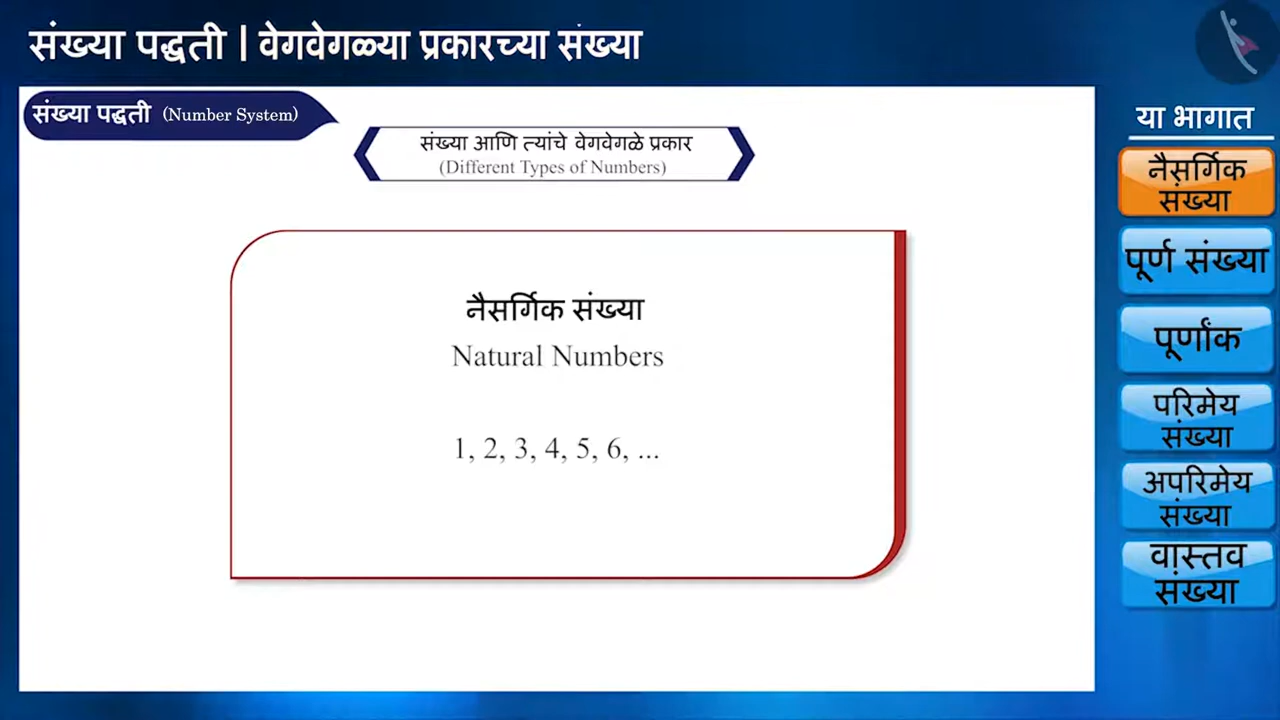 संख्या पद्धती | वेगवेगळ्या प्रकारच्या संख्या
संख्या पद्धती (Number System)
संख्या आणि त्यांचे वेगवेगळे प्रकार
(Different Types of Numbers)
नैसर्गिक संख्या
Natural Numbers
1, 2, 3, 4, 5, 6, ...
या भागात
नैसर्गिक
संख्या
पूर्ण संख्या
पूर्णांक
परिमेय
संख्या
अपरिमेय
संख्या
वास्तव
संख्या